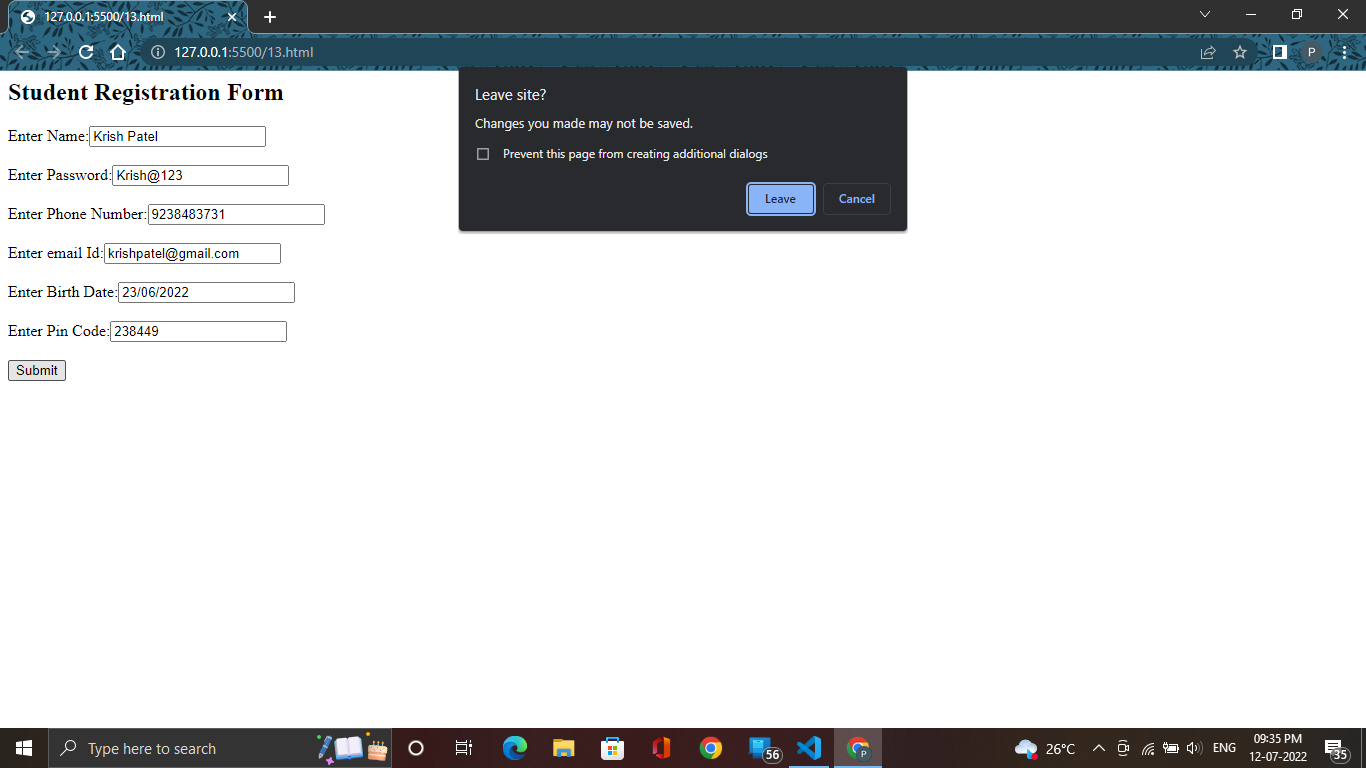 127.0.0.1:5500/13.html
127.0.0.1:5500/13.html
P
Student Registration Form
Leave site?
Changes you made may not be saved.
Prevent this page from creating additional dialogs
Leave Cancel
Enter Name: Krish Patel
Enter Password: Krish@123
Enter Phone Number: 9238483731
Enter email Id: krishpatel@gmail.com
Enter Birth Date: 23/06/2022
Enter Pin Code: 238449
Submit
Type here to search
56
P
26°C
ENG
09:35 PM
12-07-2022
35